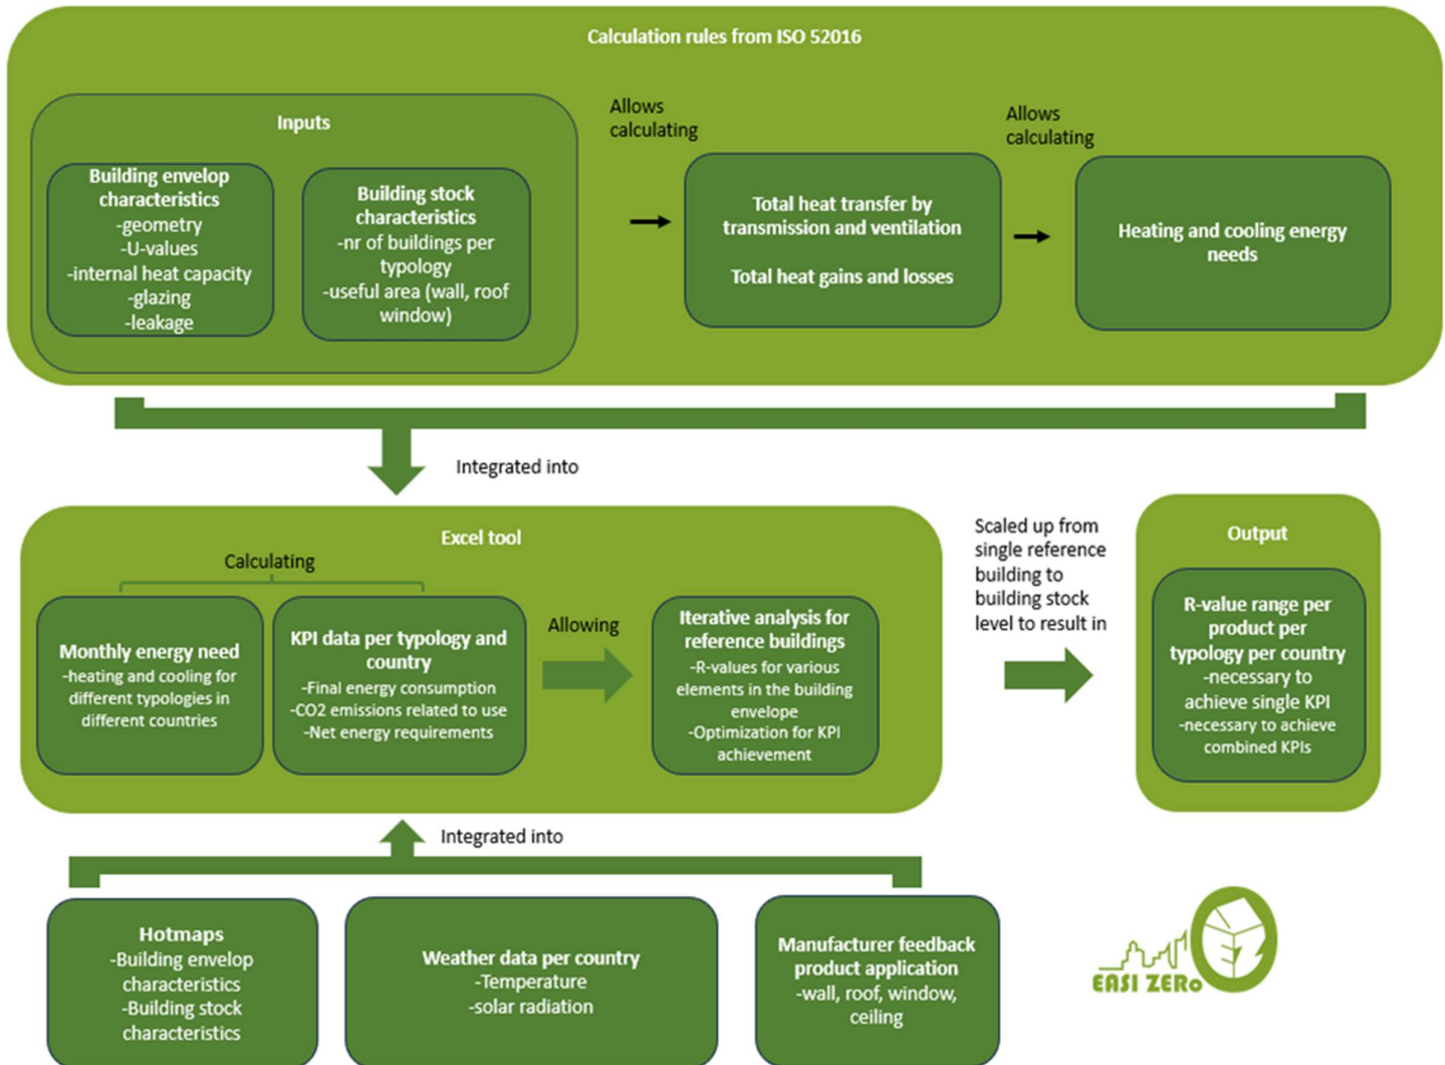 Calculation rules from ISO 52016
Inputs
Building envelop
characteristics
-geometry
-U-values
-internal heat capacity
-glazing
-leakage
Building stock
characteristics
-nr of buildings per
typology
-useful area (wall, roof
window)
Allows
calculating
Total heat transfer by
transmission and ventilation
Total heat gains and losses
Allows
calculating
Heating and cooling energy
needs
Integrated into
Excel tool
Calculating
Monthly energy need
-heating and cooling for
different typologies in
different countries
KPI data per typology and
country
-Final energy consumption
-CO2 emissions related to use
-Net energy requirements
Allowing
Iterative analysis for
reference buildings
-R-values for various
elements in the building
envelope
-Optimization for KPI
achievement
Scaled up from
single reference
building to
building stock
level to result in
Output
R-value range per
product per
typology per country
-necessary to
achieve single KPI
-necessary to achieve
combined KPIs
Integrated into
Hotmaps
-Building envelop
characteristics
-Building stock
characteristics
Weather data per country
-Temperature
-solar radiation
Manufacturer feedback
product application
-wall, roof, window,
ceiling
EASI ZERo